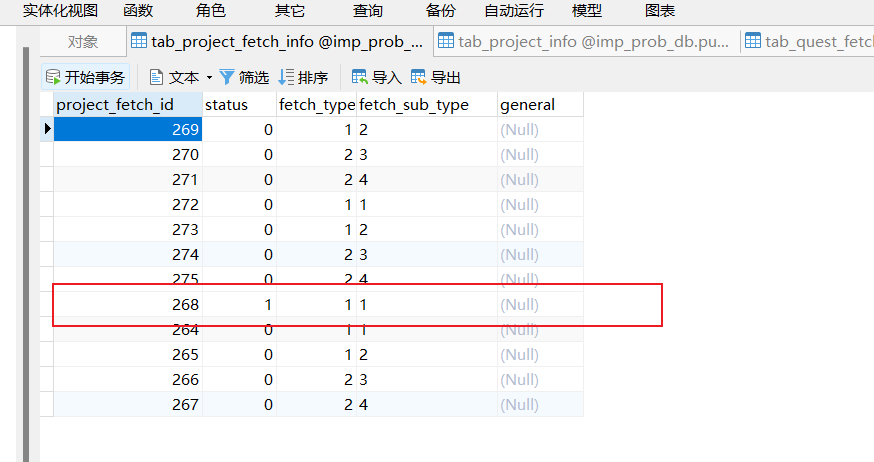 实体化视图 函数 角色 其它 查询 备份 自动运行 模型 图表
对象 tab_project_fetch_info @imp_prob_... tab_project_info @imp_prob_db.pu... tab_quest_fetch
开始事务 文本 筛选 排序 导入 导出
project_fetch_id status fetch_type fetch_sub_type general
269 0 1 2 (Null)
270 0 2 3 (Null)
271 0 2 4 (Null)
272 0 1 1 (Null)
273 0 1 2 (Null)
274 0 2 3 (Null)
275 0 2 4 (Null)
268 1 1 1 (Null)
264 0 1 1 (Null)
265 0 1 2 (Null)
266 0 2 3 (Null)
267 0 2 4 (Null)